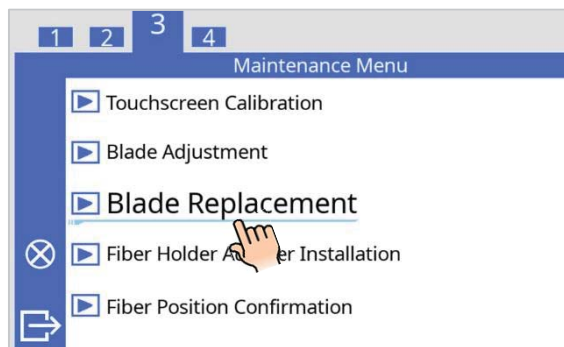 1 2 3 4
Maintenance Menu
Touchscreen Calibration
Blade Adjustment
Blade Replacement
Fiber Holder Installation
Fiber Position Confirmation